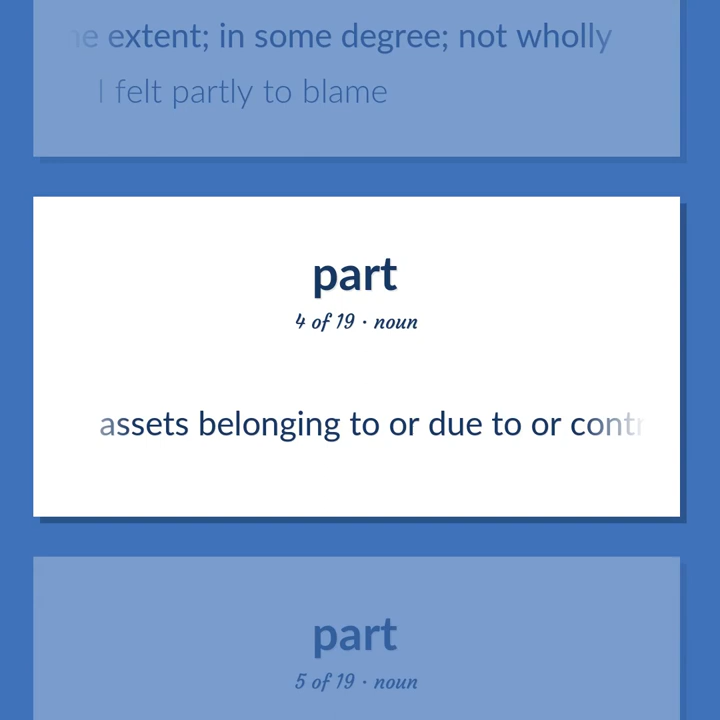 extent; in some degree; not wholly
I felt partly to blame
part
4 of 19 · noun
assets belonging to or due to or
part
5 of 19 · noun